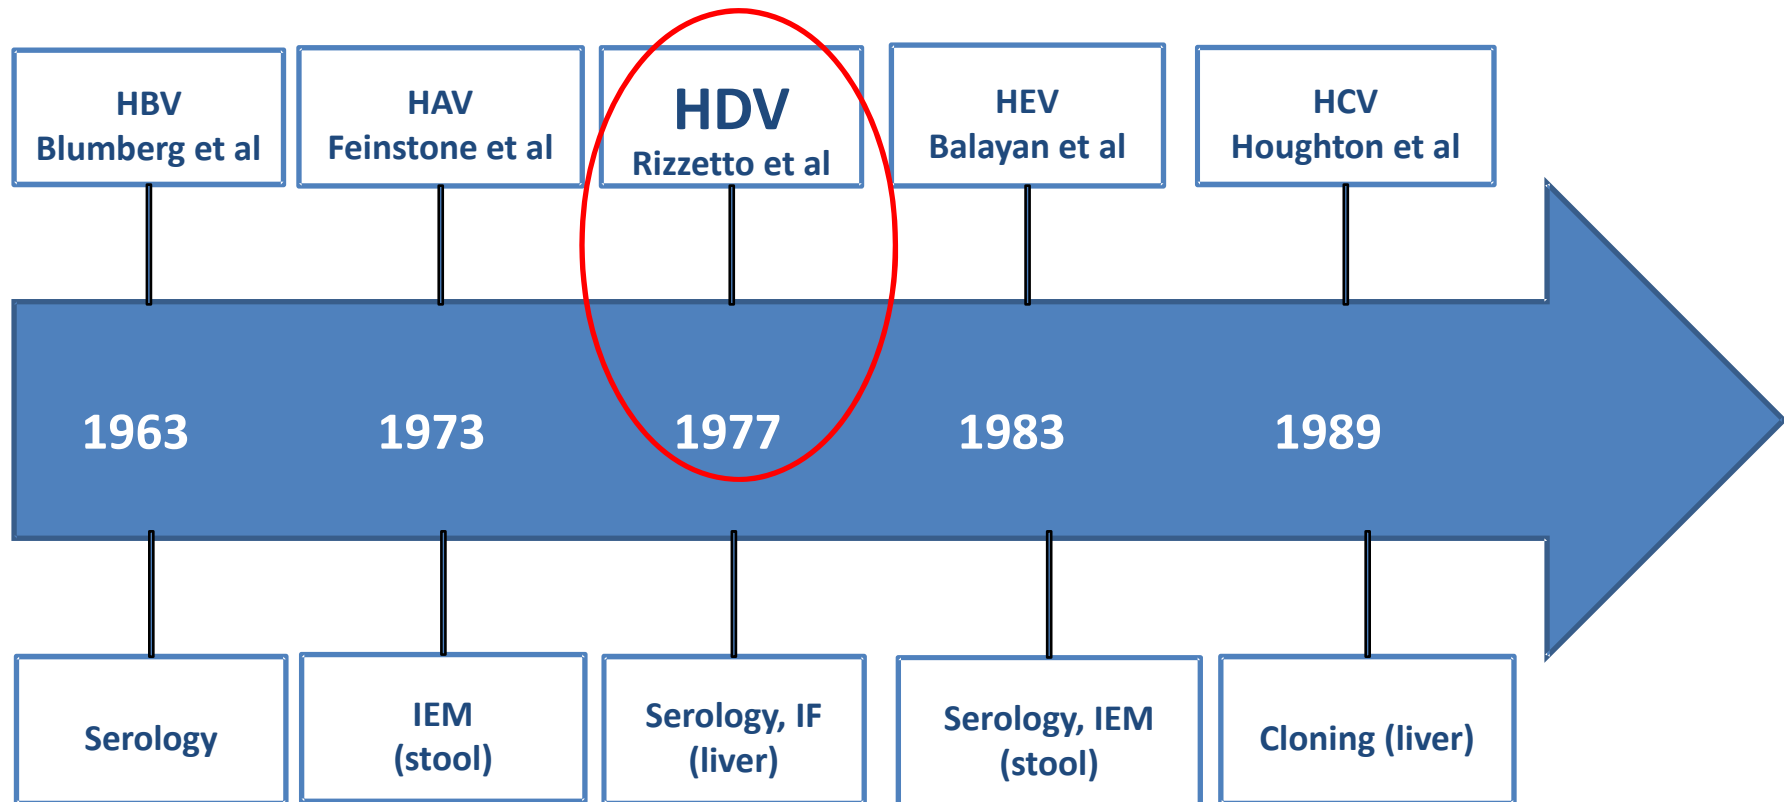 HBV
Blumberg et al
HAV
Feinstone et al
HDV
Rizzetto et al
HEV
Balayan et al
HCV
Houghton et al
1963
1973
1977
1983
1989
Serology
IEM
(stool)
Serology, IF
(liver)
Serology, IEM
(stool)
Cloning (liver)